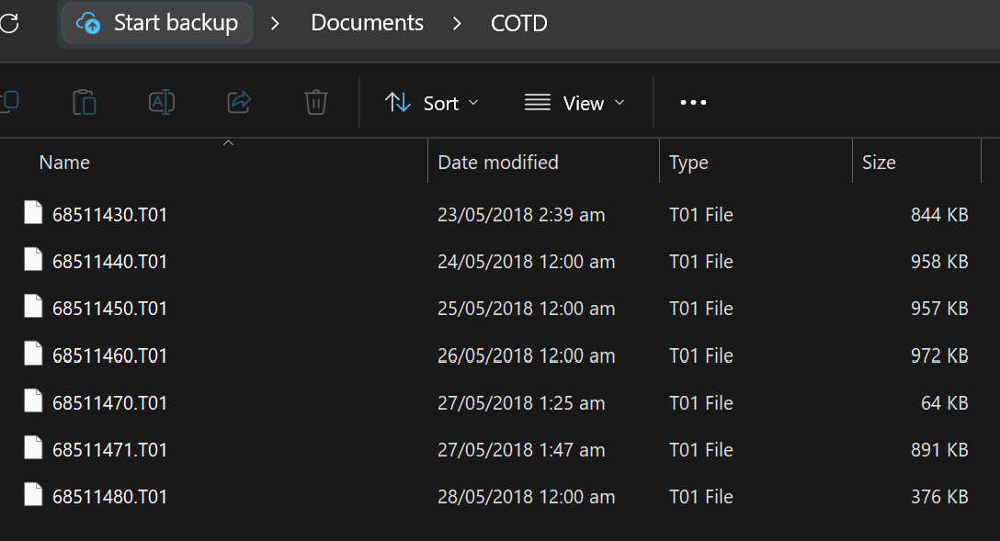 Start backup > Documents > COTD
Sort View ...
Name Date modified Type Size
68511430.T01 23/05/2018 2:39 am T01 File 844 KB
68511440.T01 24/05/2018 12:00 am T01 File 958 KB
68511450.T01 25/05/2018 12:00 am T01 File 957 KB
68511460.T01 26/05/2018 12:00 am T01 File 972 KB
68511470.T01 27/05/2018 1:25 am T01 File 64 KB
68511471.T01 27/05/2018 1:47 am T01 File 891 KB
68511480.T01 28/05/2018 12:00 am T01 File 376 KB